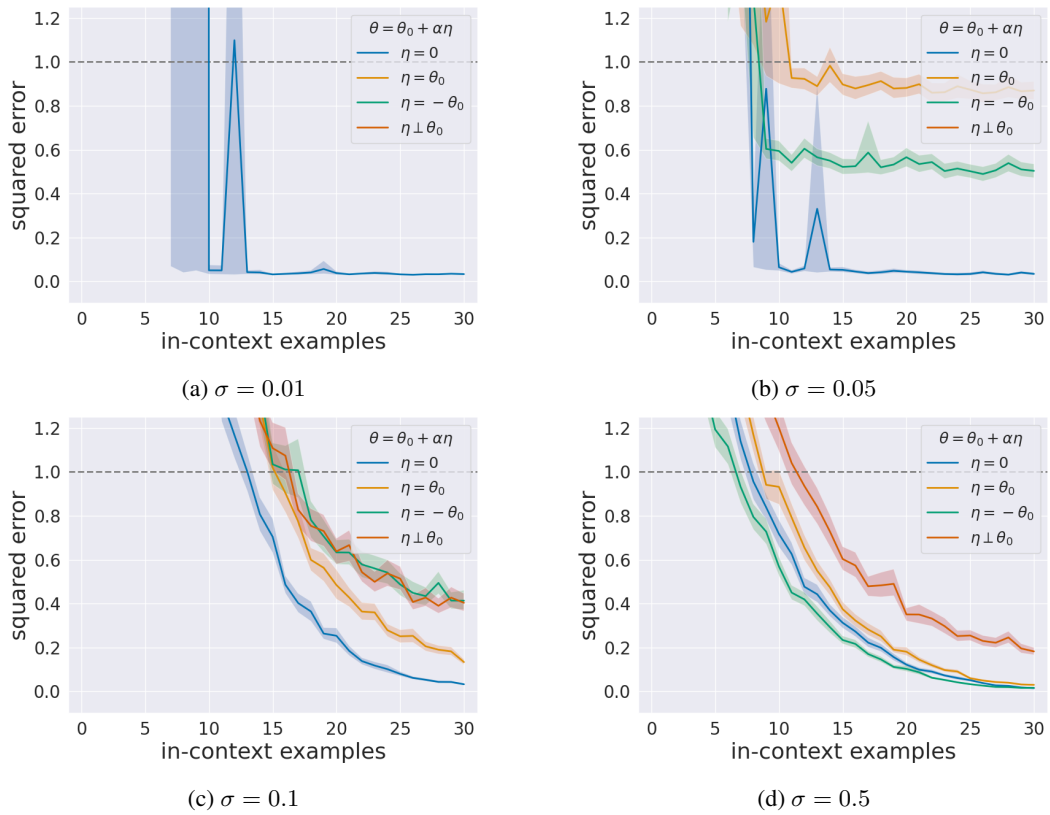 1.2
1.0
0.8
0.6
0.4
0.2
0.0
squared error
θ = θ₀ + αη
η = 0
η = θ₀
η = −θ₀
η ⊥ θ₀
0 5 10 15 20 25 30
in-context examples
(a) σ = 0.01
1.2
1.0
0.8
0.6
0.4
0.2
0.0
squared error
θ = θ₀ + αη
η = 0
η = θ₀
η = −θ₀
η ⊥ θ₀
0 5 10 15 20 25 30
in-context examples
(b) σ = 0.05
1.2
1.0
0.8
0.6
0.4
0.2
0.0
squared error
θ = θ₀ + αη
η = 0
η = θ₀
η = −θ₀
η ⊥ θ₀
0 5 10 15 20 25 30
in-context examples
(c) σ = 0.1
1.2
1.0
0.8
0.6
0.4
0.2
0.0
squared error
θ = θ₀ + αη
η = 0
η = θ₀
η = −θ₀
η ⊥ θ₀
0 5 10 15 20 25 30
in-context examples
(d) σ = 0.5